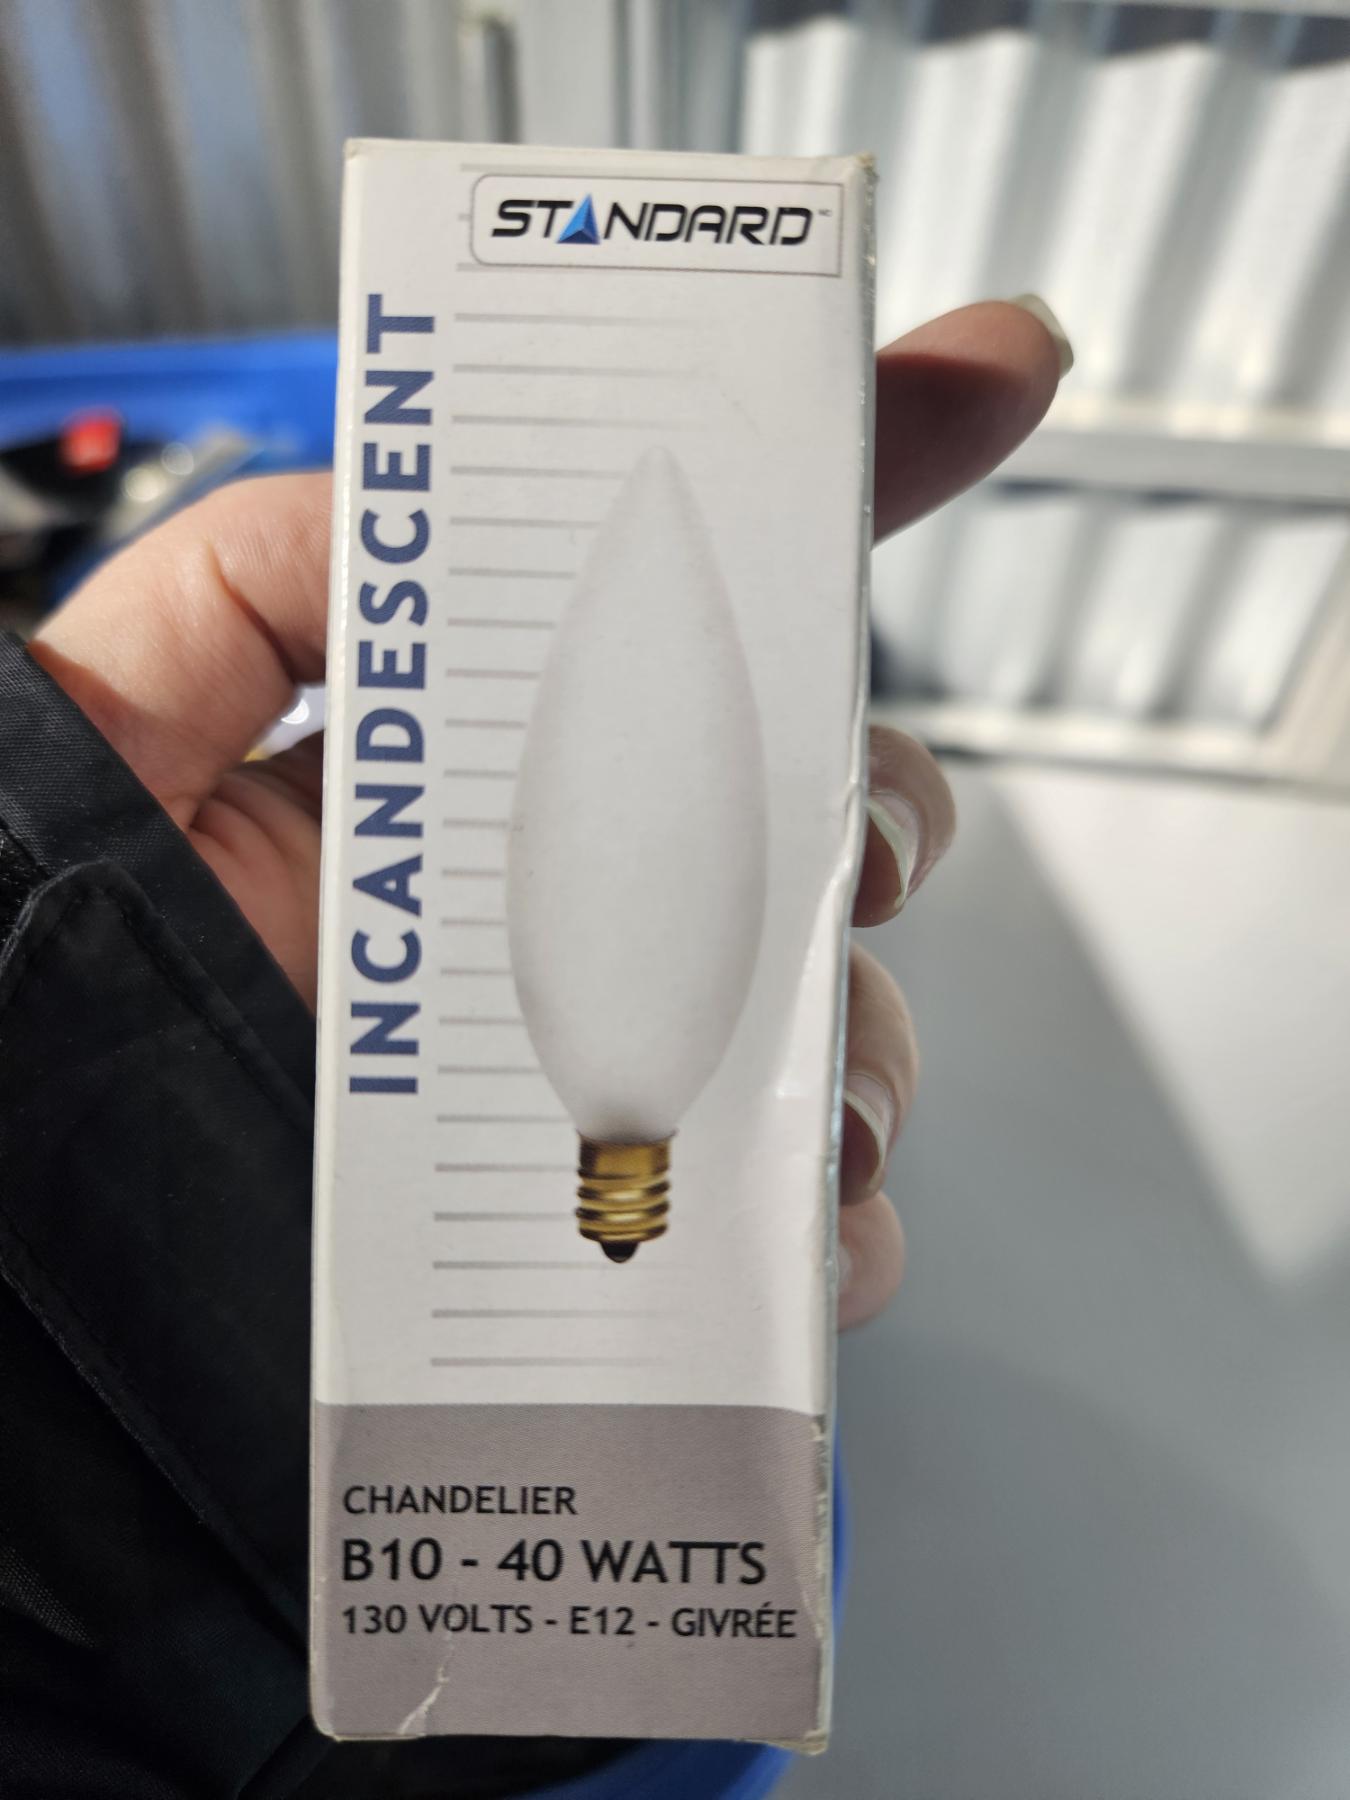 STANDARD
INCANDESCENT
CHANDELIER
B10 - 40 WATTS
130 VOLTS - E12 - GIVRÉE